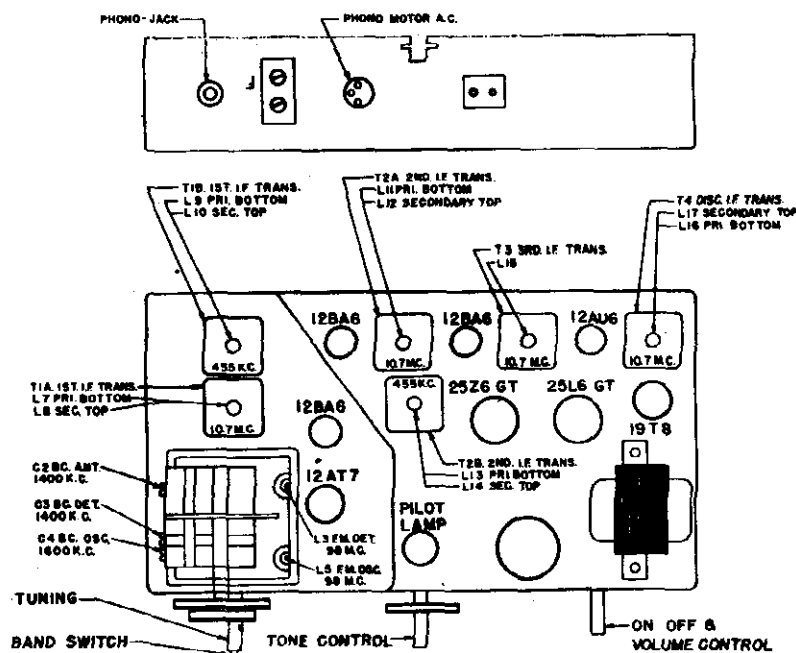 PHONO-JACK
PHONO MOTOR A.C.
T1B. 1ST. I.F TRANS.
L9 PRI. BOTTOM
L10 SEC. TOP
T2A 2ND. I.F TRANS.
L11 PRI. BOTTOM
L12 SECONDARY TOP
T3 3RD. I.F TRANS.
L15
T4 DISC. I.F TRANS.
L17 SECONDARY TOP
L16 PRI. BOTTOM
12BA6
12BA6
12AU6
455 K.C.
10.7 M.C.
10.7 M.C.
10.7 M.C.
T1A. 1ST. I.F TRANS.
L7 PRI. BOTTOM
L8 SEC. TOP
10.7 M.C.
455 K.C.
25Z6 GT
25L6 GT
19T8
12BA6
T2B. 2ND. I.F TRANS.
L13 PRI. BOTTOM
L14 SEC. TOP
C2 BC. ANT.
1400 K.C.
C3 BC. DET.
1400 K.C.
C4 BC. OSC.
1600 K.C.
12AT7
L3 F.M. DET.
98 M.C.
L5 F.M. OSC.
98 M.C.
PILOT
LAMP
TUNING
BAND SWITCH
TONE CONTROL
ON OFF &
VOLUME CONTROL